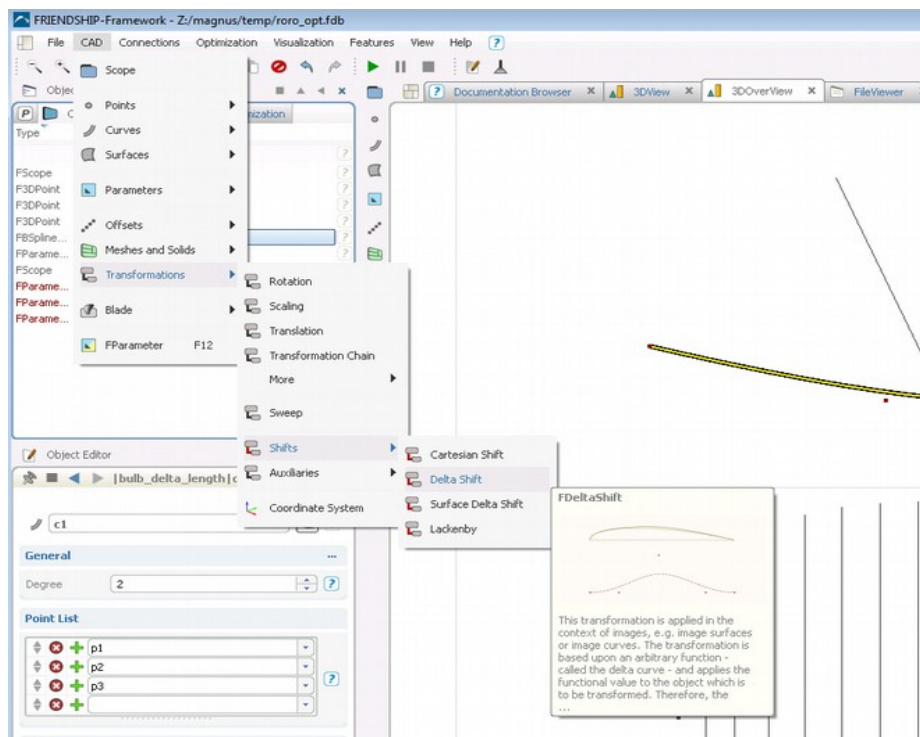 FRIENDSHIP-Framework - Z:/magnus/temp/roro_opt.fdb
File CAD Connections Optimization Visualization Features View Help ?
Scope
Points
Curves
Surfaces
Parameters
Offsets
Meshes and Solids
Transformations
Blade
FParameter F12
Objec
Type
FScope
F3DPoint
F3DPoint
F3DPoint
FBSpline...
FParame...
FScope
FParame...
FParame...
FParame...
Documentation Browser 3DView 3DOverView FileViewer
Rotation
Scaling
Translation
Transformation Chain
More
Sweep
Shifts
Auxiliaries
Coordinate System
Cartesian Shift
Delta Shift
Surface Delta Shift
Lackenby
FDeltaShift
This transformation is applied in the
context of images, e.g. image surfaces
or image curves. The transformation is
based upon an arbitrary function -
called the delta curve - and applies the
functional value to the object which is
to be transformed. Therefore, the
...
Object Editor
|bulb_delta_length|c
c1
General ...
Degree 2 ?
Point List
p1
p2
p3
?